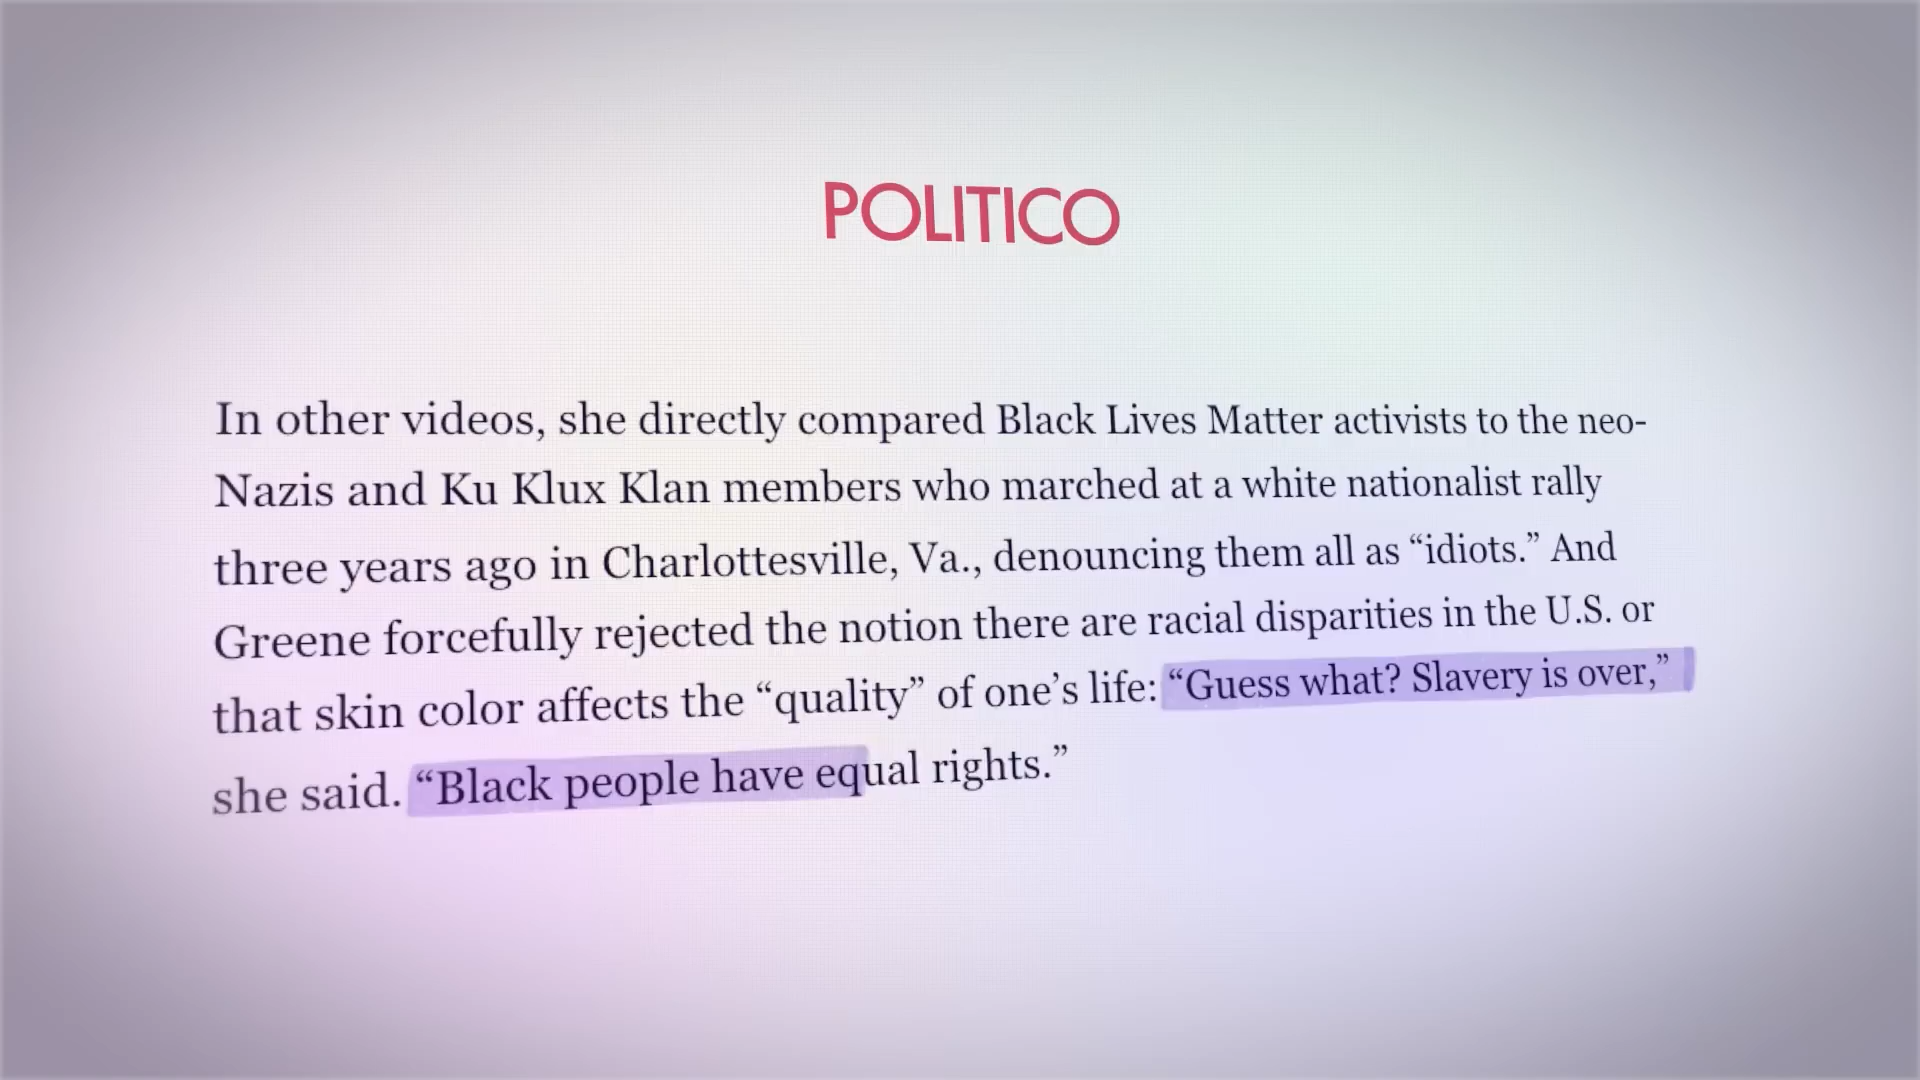 POLITICO
In other videos, she directly compared Black Lives Matter activists to the neo-
Nazis and Ku Klux Klan members who marched at a white nationalist rally
three years ago in Charlottesville, Va., denouncing them all as “idiots.” And
Greene forcefully rejected the notion there are racial disparities in the U.S. or
that skin color affects the “quality” of one’s life: “Guess what? Slavery is over,”
she said. “Black people have equal rights.”